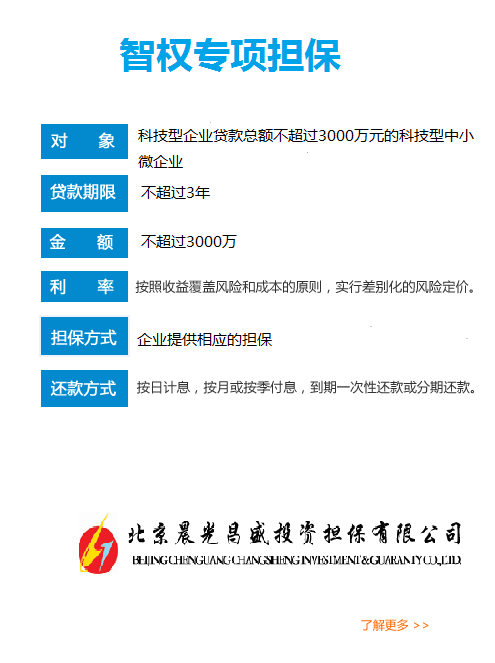 智权专项担保
对 象
科技型企业贷款总额不超过3000万元的科技型中小
微企业
贷款期限
不超过3年
金 额
不超过3000万
利 率
按照收益覆盖风险和成本的原则，实行差别化的风险定价。
担保方式
企业提供相应的担保
还款方式
按日计息，按月或按季付息，到期一次性还款或分期还款。
北京晨光昌盛投资担保有限公司
BEIJING CHENGUANG CHANGSHENG INVESTMENT & GUARANTY CO., LTD.
了解更多 >>